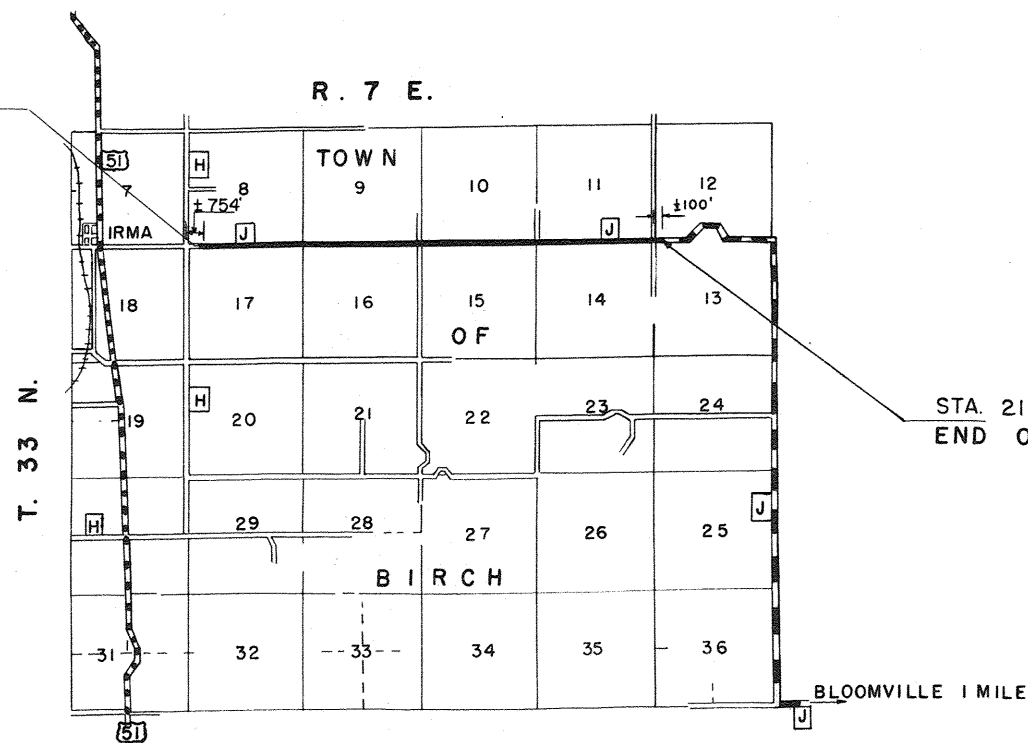 R. 7 E.
TOWN
51
H
7
8
9
10
11
12
± 754'
±100'
IRMA
J
J
18
17
16
15
14
13
OF
T. 33 N.
H
19
20
21
22
23
24
STA. 21
END O
H
29
28
27
26
25
J
BIRCH
31
32
33
34
35
36
BLOOMVILLE 1 MILE
J
51